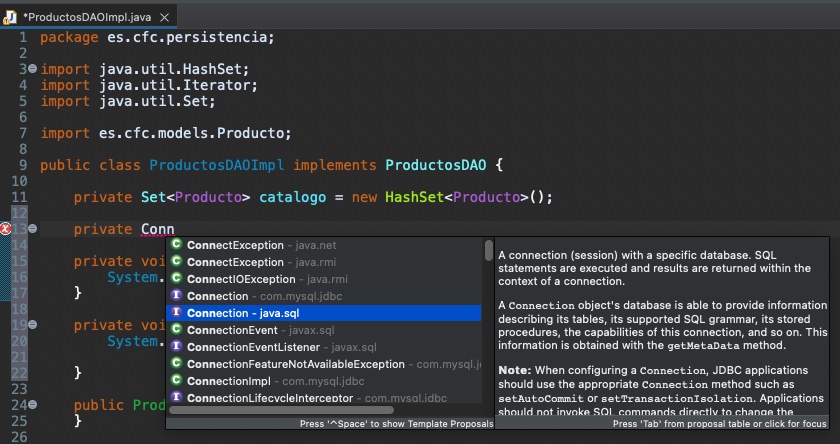 *ProductosDAOImpl.java
1 package es.cfc.persistencia;
2
3 import java.util.HashSet;
4 import java.util.Iterator;
5 import java.util.Set;
6
7 import es.cfc.models.Producto;
8
9 public class ProductosDAOImpl implements ProductosDAO {
10
11 private Set<Producto> catalogo = new HashSet<Producto>();
12
13 private Conn
14
15 private voi
16 System.
17 }
18
19 private voi
20 System.
21
22 }
23
24 public Prod
25 }
26
ConnectException - java.net
ConnectException - java.rmi
ConnectIOException - java.rmi
Connection - com.mysql.jdbc
Connection - java.sql
ConnectionEvent - javax.sql
ConnectionEventListener - javax.sql
ConnectionFeatureNotAvailableException - com.mysql.j
ConnectionImpl - com.mysql.jdbc
ConnectionLifecycleInterceptor - com.mysql.jdbc
Press '^Space' to show Template Proposals
A connection (session) with a specific database. SQL
statements are executed and results are returned within the
context of a connection.
A Connection object's database is able to provide information
describing its tables, its supported SQL grammar, its stored
procedures, the capabilities of this connection, and so on. This
information is obtained with the getMetaData method.
Note: When configuring a Connection, JDBC applications
should use the appropriate Connection method such as
setAutoCommit or setTransactionIsolation. Applications
should not invoke SQL commands directly to change the
Press 'Tab' from proposal table or click for focus